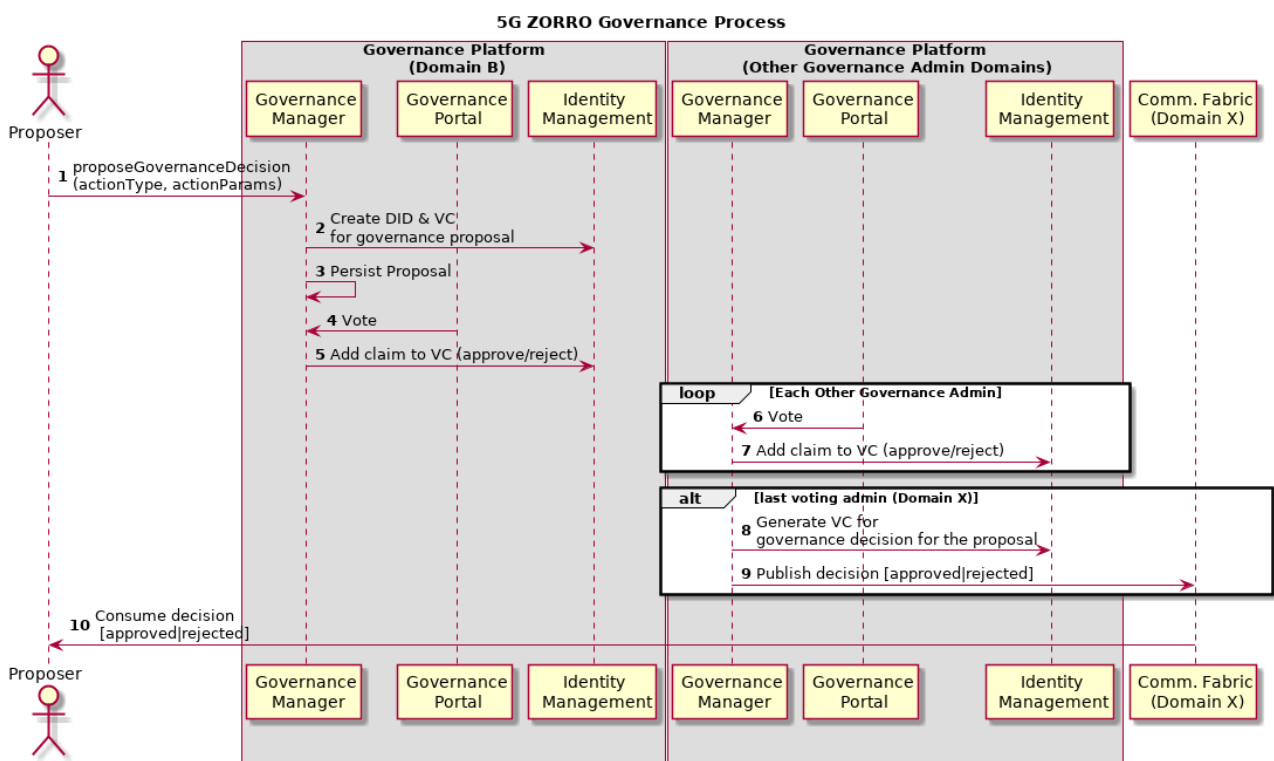 5G ZORRO Governance Process
Governance Platform
(Domain B)
Governance Platform
(Other Governance Admin Domains)
Proposer
Governance
Manager
Governance
Portal
Identity
Management
Governance
Manager
Governance
Portal
Identity
Management
Comm. Fabric
(Domain X)
1 proposeGovernanceDecision
(actionType, actionParams)
2 Create DID & VC
for governance proposal
3 Persist Proposal
4 Vote
5 Add claim to VC (approve/reject)
loop [Each Other Governance Admin]
6 Vote
7 Add claim to VC (approve/reject)
alt [last voting admin (Domain X)]
8 Generate VC for
governance decision for the proposal
9 Publish decision [approved|rejected]
10 Consume decision
[approved|rejected]
Proposer
Governance
Manager
Governance
Portal
Identity
Management
Governance
Manager
Governance
Portal
Identity
Management
Comm. Fabric
(Domain X)